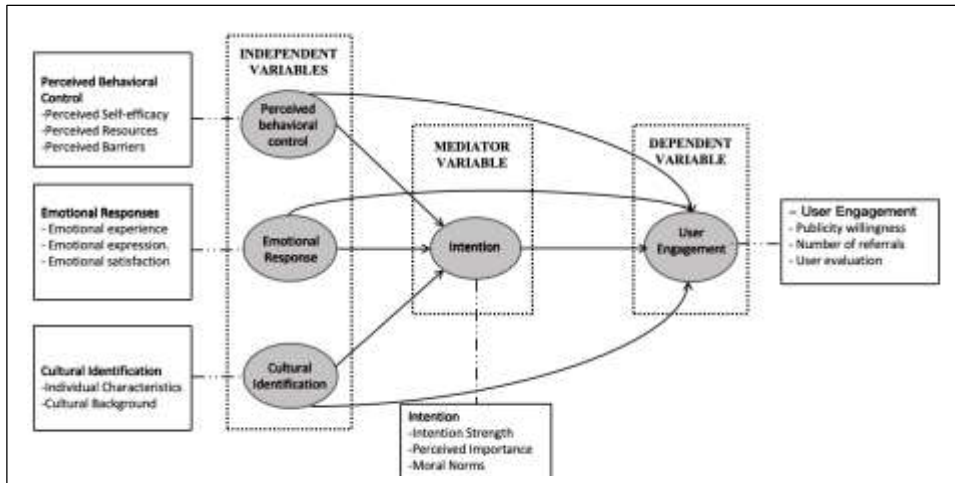 INDEPENDENT
VARIABLES
Perceived Behavioral
Control
-Perceived Self-efficacy
-Perceived Resources
-Perceived Barriers
Perceived
behavioral
control
MEDIATOR
VARIABLE
DEPENDENT
VARIABLE
Emotional Responses
- Emotional experience
- Emotional expression.
- Emotional satisfaction
Emotional
Response
Intention
User
Engagement
– User Engagement
- Publicity willingness
- Number of referrals
- User evaluation
Cultural Identification
-Individual Characteristics
-Cultural Background
Cultural
Identification
Intention
-Intention Strength
-Perceived Importance
-Moral Norms